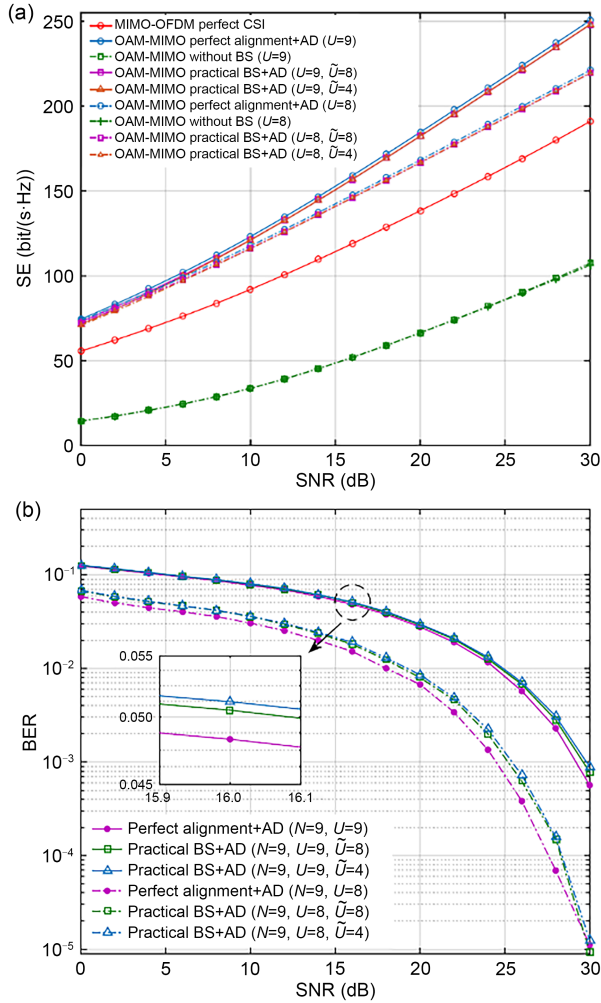 (a)
MIMO-OFDM perfect CSI
OAM-MIMO perfect alignment+AD (U=9)
OAM-MIMO without BS (U=9)
OAM-MIMO practical BS+AD (U=9, Ũ=8)
OAM-MIMO practical BS+AD (U=9, Ũ=4)
OAM-MIMO perfect alignment+AD (U=8)
OAM-MIMO without BS (U=8)
OAM-MIMO practical BS+AD (U=8, Ũ=8)
OAM-MIMO practical BS+AD (U=8, Ũ=4)
250
200
150
100
50
0
SE (bit/(s·Hz))
0 5 10 15 20 25 30
SNR (dB)
(b)
10⁻¹
10⁻²
10⁻³
10⁻⁴
10⁻⁵
BER
0.055
0.050
0.045
15.9 16.0 16.1
Perfect alignment+AD (N=9, U=9)
Practical BS+AD (N=9, U=9, Ũ=8)
Practical BS+AD (N=9, U=9, Ũ=4)
Perfect alignment+AD (N=9, U=8)
Practical BS+AD (N=9, U=8, Ũ=8)
Practical BS+AD (N=9, U=8, Ũ=4)
0 5 10 15 20 25 30
SNR (dB)